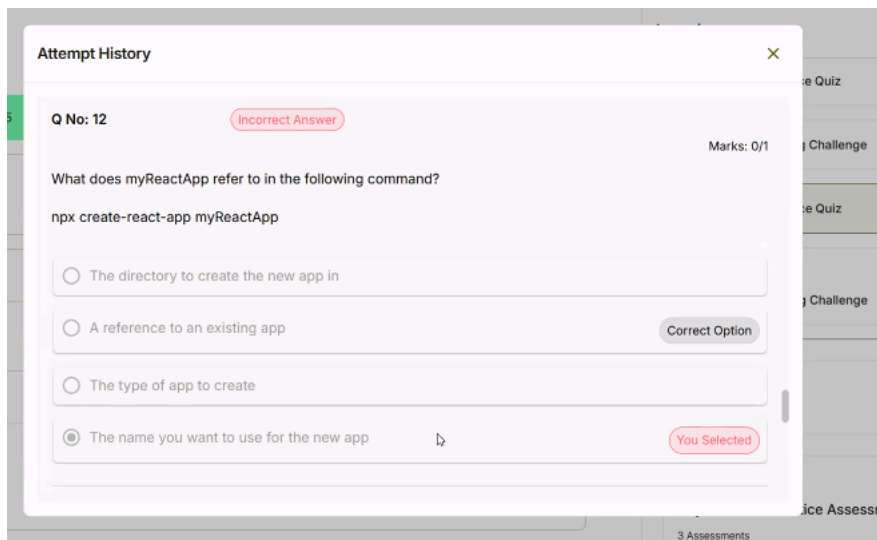 Attempt History
Q No: 12
Incorrect Answer
Marks: 0/1
What does myReactApp refer to in the following command?
npx create-react-app myReactApp
The directory to create the new app in
A reference to an existing app
Correct Option
The type of app to create
The name you want to use for the new app
You Selected
Quiz
Challenge
Quiz
Challenge
3 Assessments